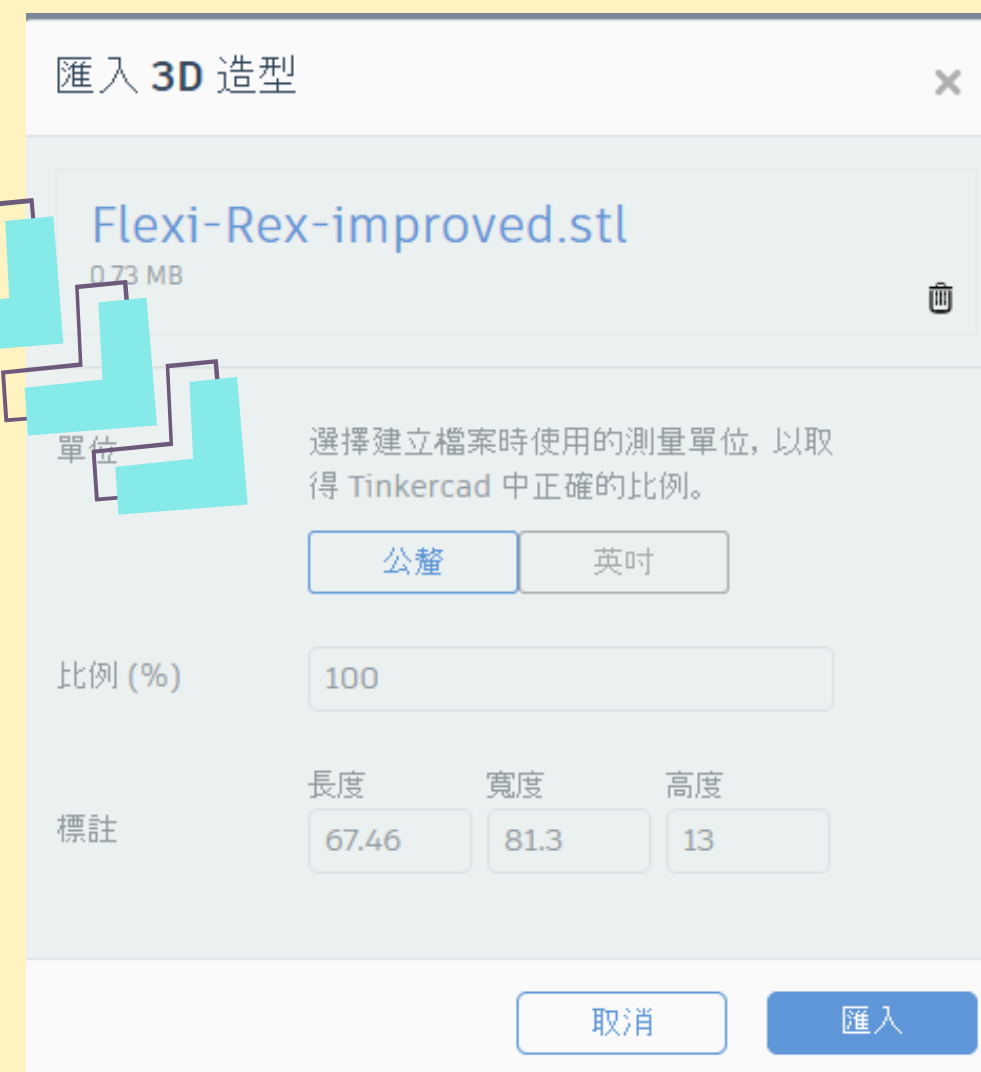 匯入 3D 造型
Flexi-Rex-improved.stl
0.73 MB
單位
選擇建立檔案時使用的測量單位, 以取
得 Tinkercad 中正確的比例。
公釐 英吋
比例 (%)
100
長度 寬度 高度
標註
67.46 81.3 13
取消 匯入